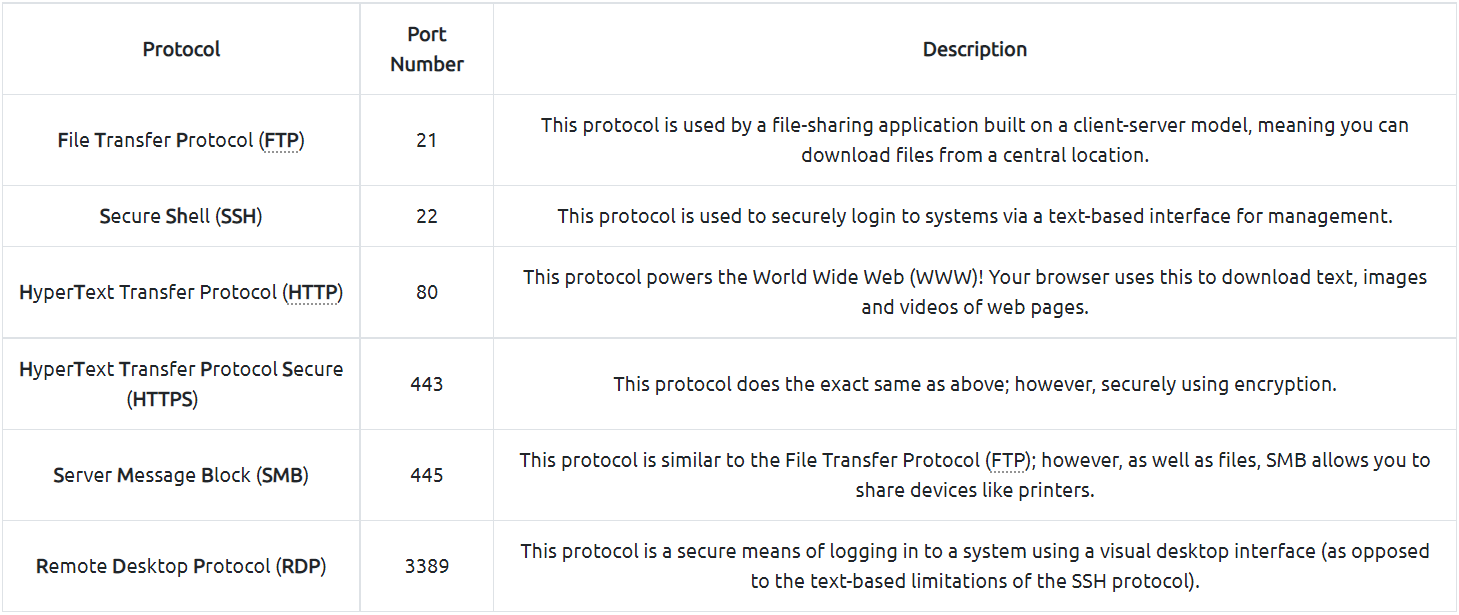 Protocol
Port
Number
Description
File Transfer Protocol (FTP)
21
This protocol is used by a file-sharing application built on a client-server model, meaning you can
download files from a central location.
Secure Shell (SSH)
22
This protocol is used to securely login to systems via a text-based interface for management.
HyperText Transfer Protocol (HTTP)
80
This protocol powers the World Wide Web (WWW)! Your browser uses this to download text, images
and videos of web pages.
HyperText Transfer Protocol Secure
(HTTPS)
443
This protocol does the exact same as above; however, securely using encryption.
Server Message Block (SMB)
445
This protocol is similar to the File Transfer Protocol (FTP); however, as well as files, SMB allows you to
share devices like printers.
Remote Desktop Protocol (RDP)
3389
This protocol is a secure means of logging in to a system using a visual desktop interface (as opposed
to the text-based limitations of the SSH protocol).